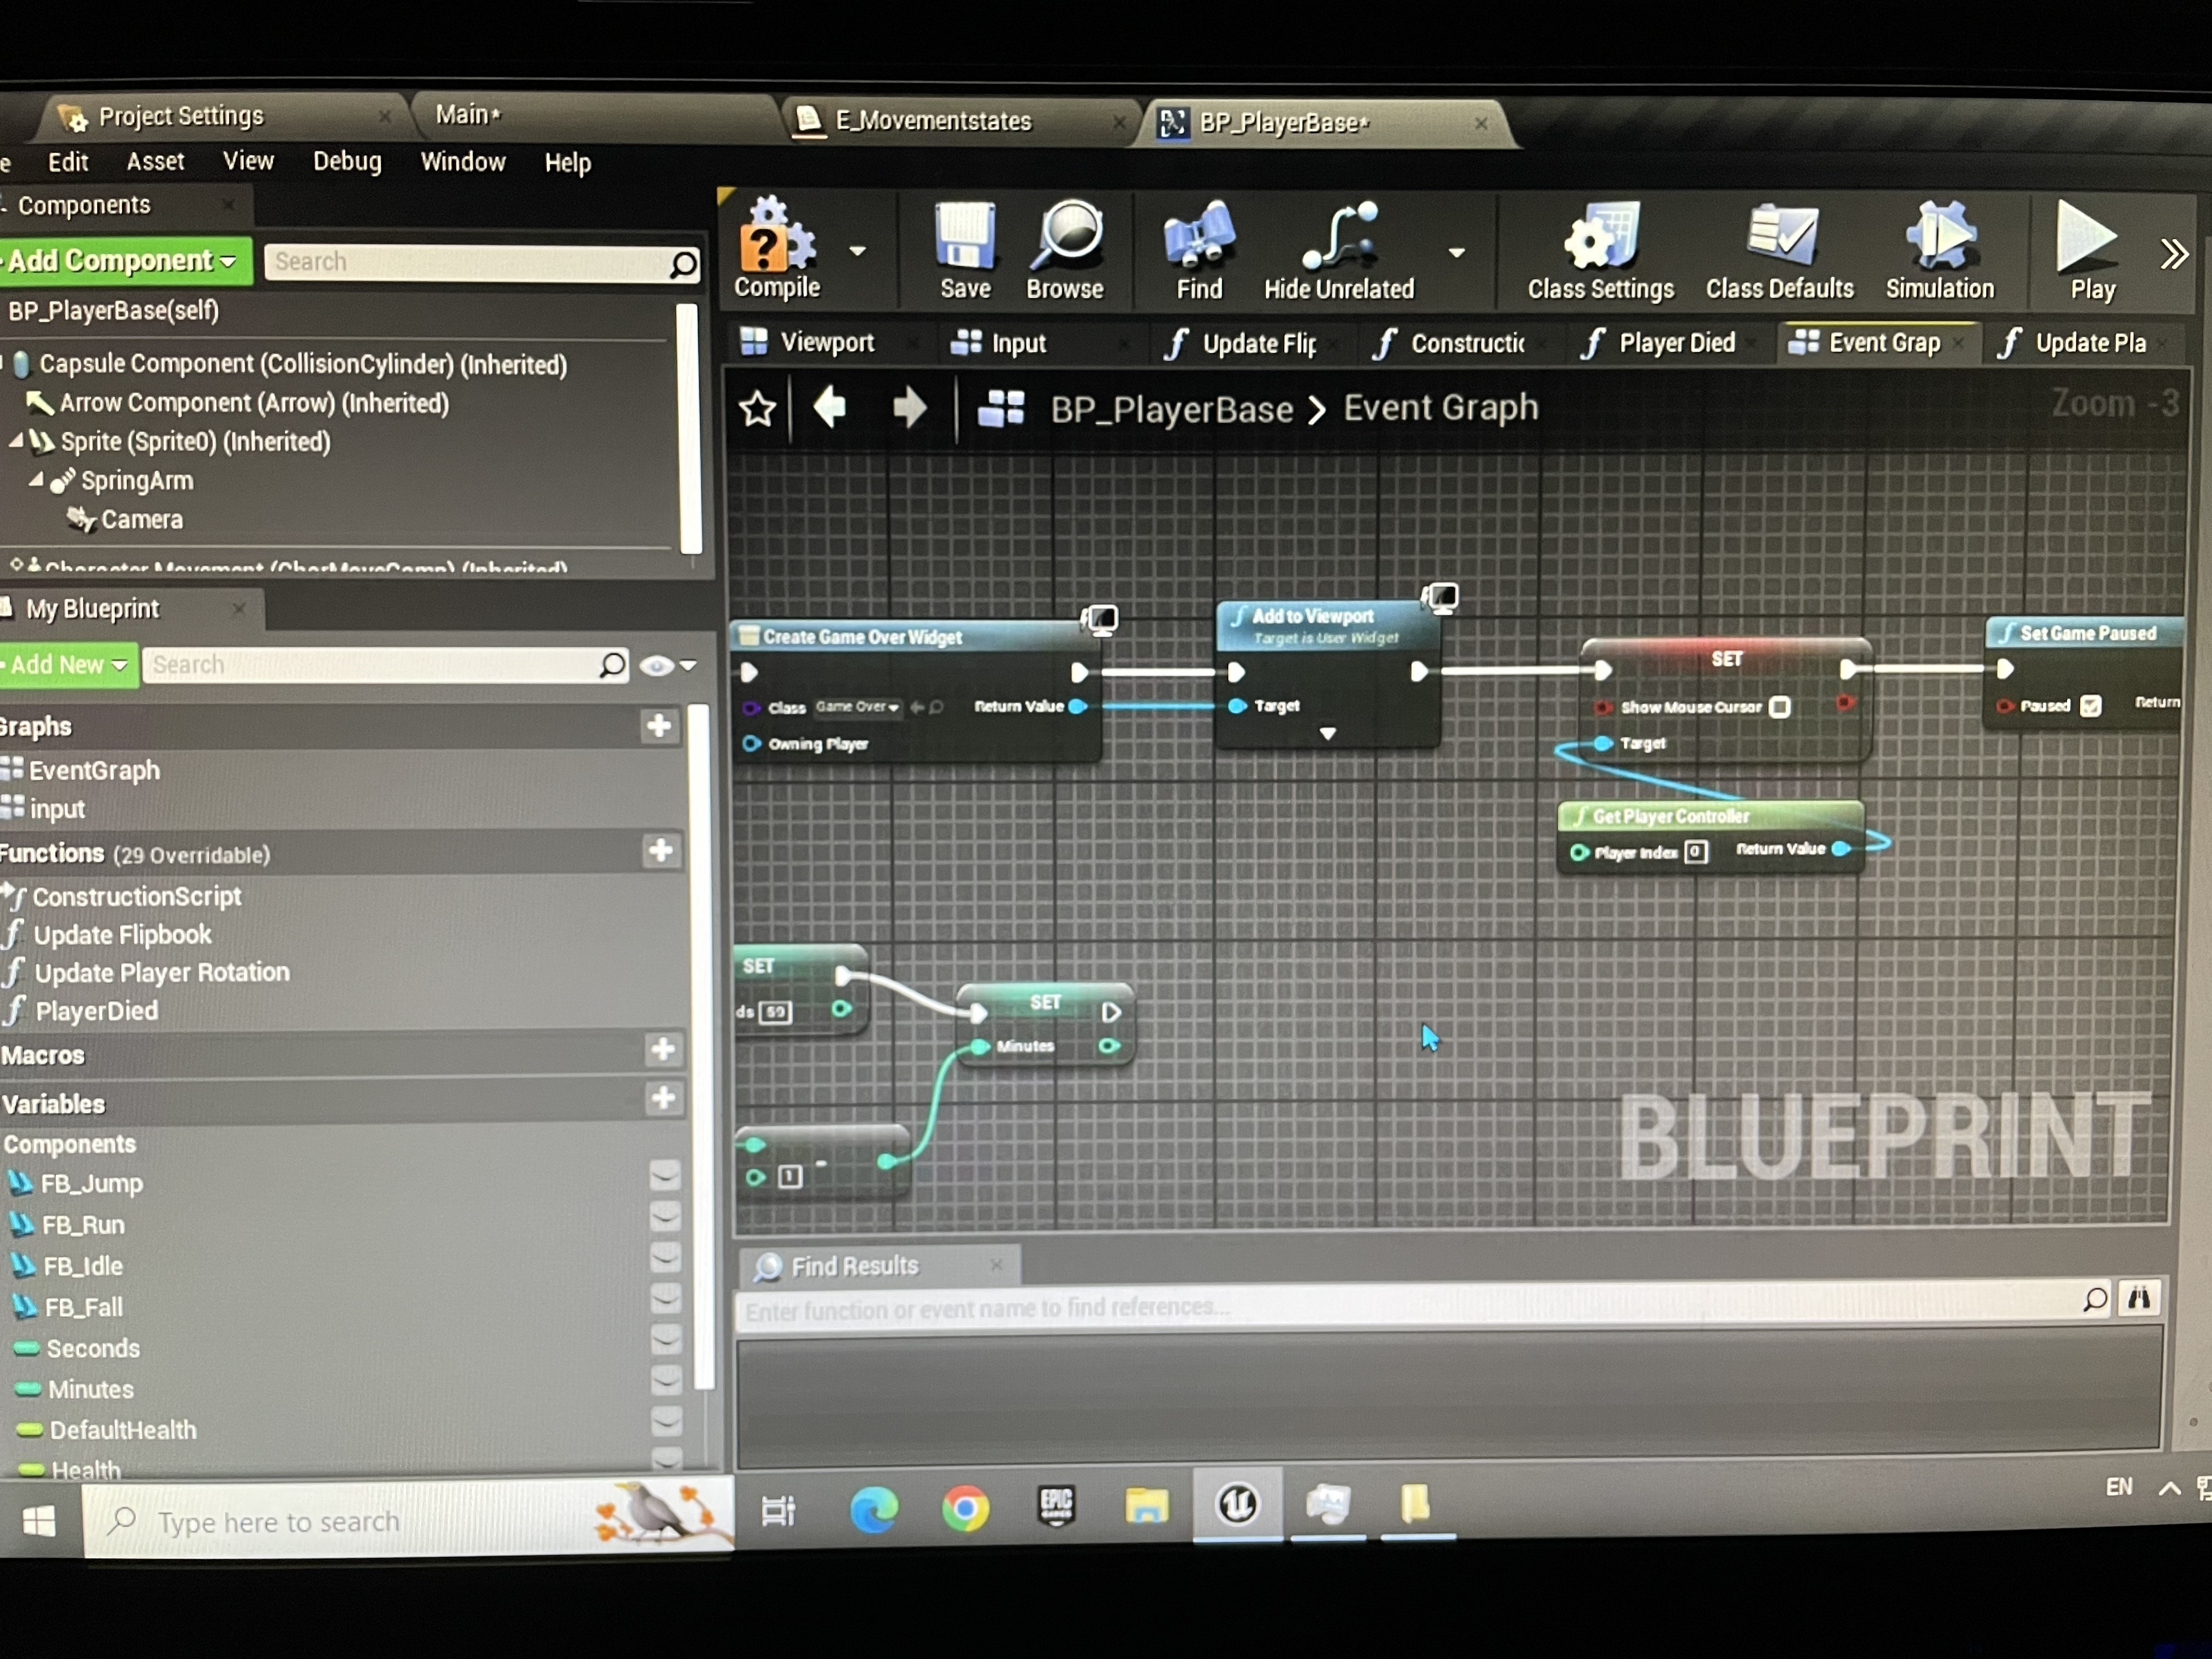 Project Settings
Main*
E_Movementstates
BP_PlayerBase*
e Edit Asset View Debug Window Help
Components
Add Component
Search
BP_PlayerBase(self)
Capsule Component (CollisionCylinder) (Inherited)
Arrow Component (Arrow) (Inherited)
Sprite (Sprite0) (Inherited)
SpringArm
Camera
Character Movement (CharMoveComp) (Inherited)
My Blueprint
Add New
Search
Graphs
EventGraph
input
Functions (29 Overridable)
ConstructionScript
Update Flipbook
Update Player Rotation
PlayerDied
Macros
Variables
Components
FB_Jump
FB_Run
FB_Idle
FB_Fall
Seconds
Minutes
DefaultHealth
Health
Compile
Save
Browse
Find
Hide Unrelated
Class Settings
Class Defaults
Simulation
Play
Viewport
Input
Update Flip
Constructic
Player Died
Event Grap
Update Pla
BP_PlayerBase > Event Graph
Zoom -3
Create Game Over Widget
Class Game Over
Return Value
Owning Player
Add to Viewport
Target is User Widget
Target
SET
Show Mouse Cursor
Target
Set Game Paused
Paused
Return
Get Player Controller
Player Index 0
Return Value
SET
ds 59
SET
Minutes
1
-
BLUEPRINT
Find Results
Enter function or event name to find references...
Type here to search
EPIC
GAMES
EN